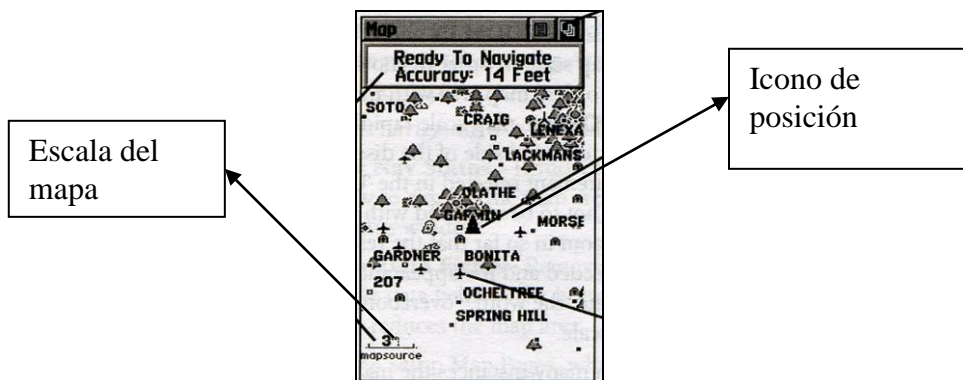 Map
Ready To Navigate
Accuracy: 14 Feet
SOTO
CRAIG
LENEXA
LACKMANS
OLATHE
GARMIN
MORSE
GARDNER
BONITA
207
OCHELTREE
SPRING HILL
mapsource
Escala del
mapa
Icono de
posición